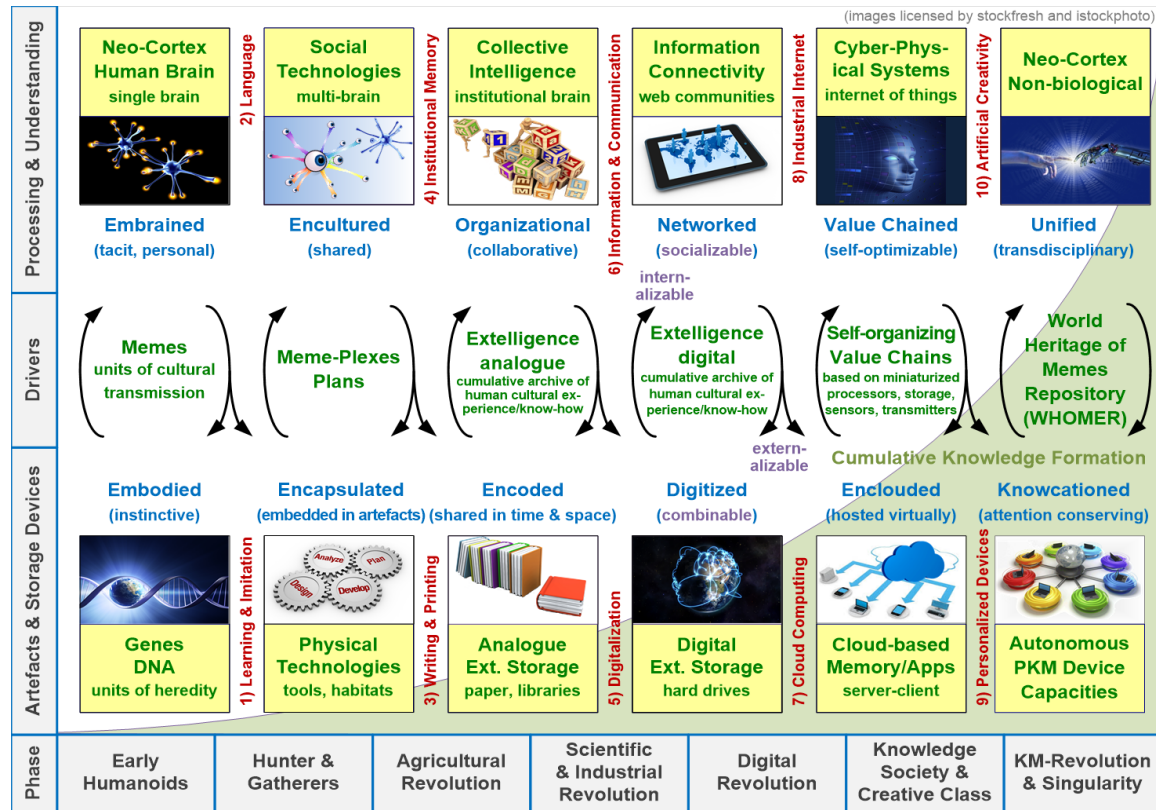 (images licensed by stockfresh and istockphoto)
Processing & Understanding
Neo-Cortex
Human Brain
single brain
2) Language
Social
Technologies
multi-brain
4) Institutional Memory
Collective
Intelligence
institutional brain
6) Information & Communication
Information
Connectivity
web communities
8) Industrial Internet
Cyber-Phys-
ical Systems
internet of things
10) Artificial Creativity
Neo-Cortex
Non-biological
Embrained
(tacit, personal)
Encultured
(shared)
Organizational
(collaborative)
Networked
(socializable)
Value Chained
(self-optimizable)
Unified
(transdisciplinary)
intern-
alizable
Drivers
Memes
units of cultural
transmission
Meme-Plexes
Plans
Extelligence
analogue
cumulative archive of
human cultural ex-
perience/know-how
Extelligence
digital
cumulative archive of
human cultural ex-
perience/know-how
Self-organizing
Value Chains
based on miniaturized
processors, storage,
sensors, transmitters
World
Heritage of
Memes
Repository
(WHOMER)
extern-
alizable
Cumulative Knowledge Formation
Artefacts & Storage Devices
Embodied
(instinctive)
Encapsulated
(embedded in artefacts)
Encoded
(shared in time & space)
Digitized
(combinable)
Enclouded
(hosted virtually)
Knowcationed
(attention conserving)
Analyze
Plan
Design
Develop
Genes
DNA
units of heredity
1) Learning & Imitation
Physical
Technologies
tools, habitats
3) Writing & Printing
Analogue
Ext. Storage
paper, libraries
5) Digitalization
Digital
Ext. Storage
hard drives
7) Cloud Computing
Cloud-based
Memory/Apps
server-client
9) Personalized Devices
Autonomous
PKM Device
Capacities
Phase
Early
Humanoids
Hunter &
Gatherers
Agricultural
Revolution
Scientific
& Industrial
Revolution
Digital
Revolution
Knowledge
Society &
Creative Class
KM-Revolution
& Singularity